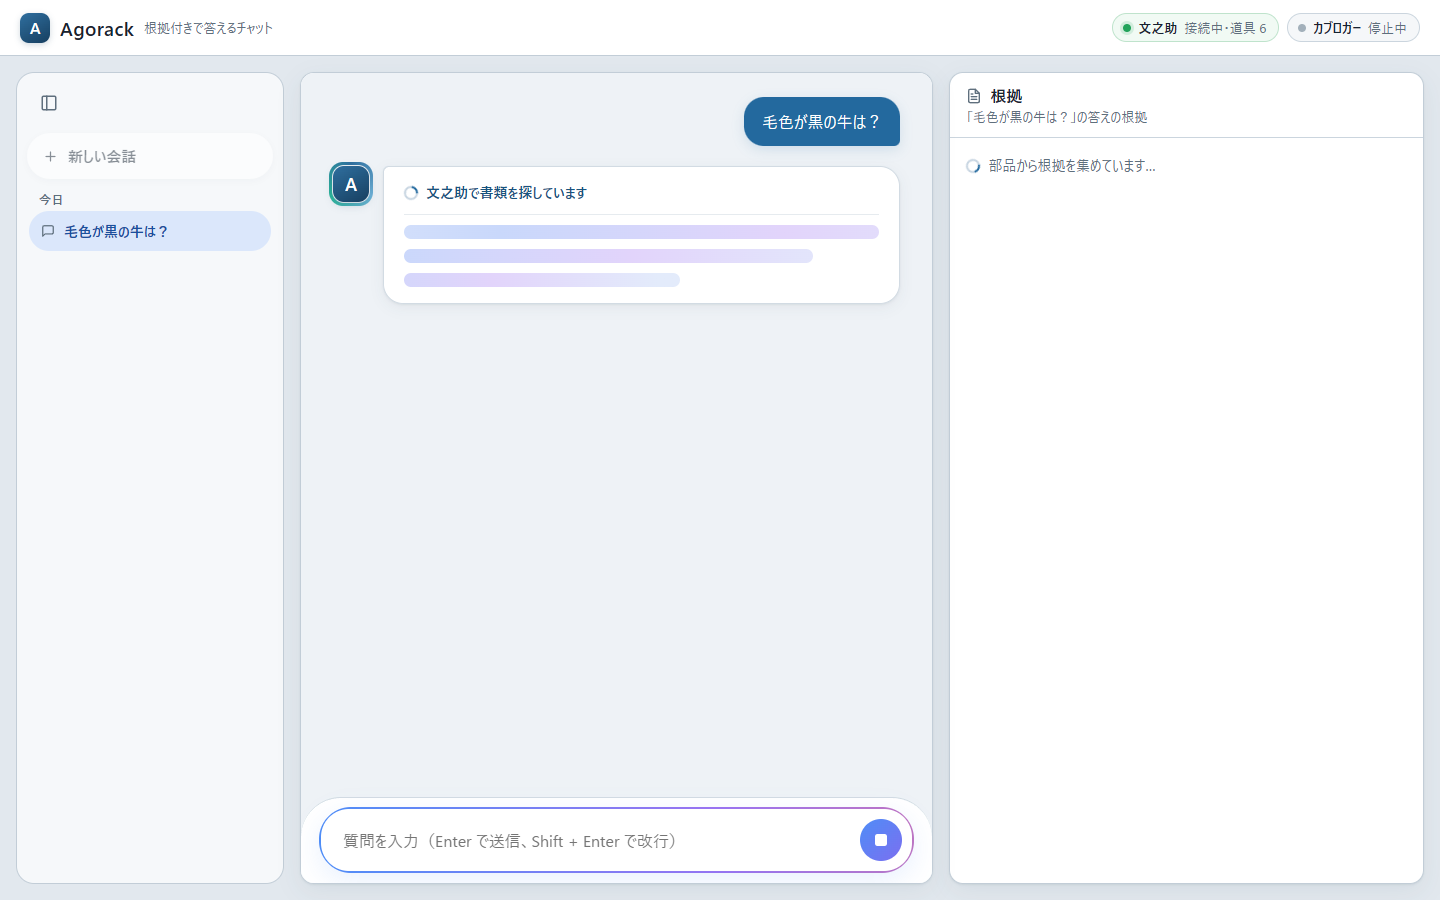 A Agorack 根拠付きで答えるチャット
文之助 接続中・道具 6
カブロガー 停止中
新しい会話
今日
毛色が黒の牛は？
毛色が黒の牛は？
A
文之助で書類を探しています
質問を入力（Enter で送信、Shift + Enter で改行）
根拠
「毛色が黒の牛は？」の答えの根拠
部品から根拠を集めています…